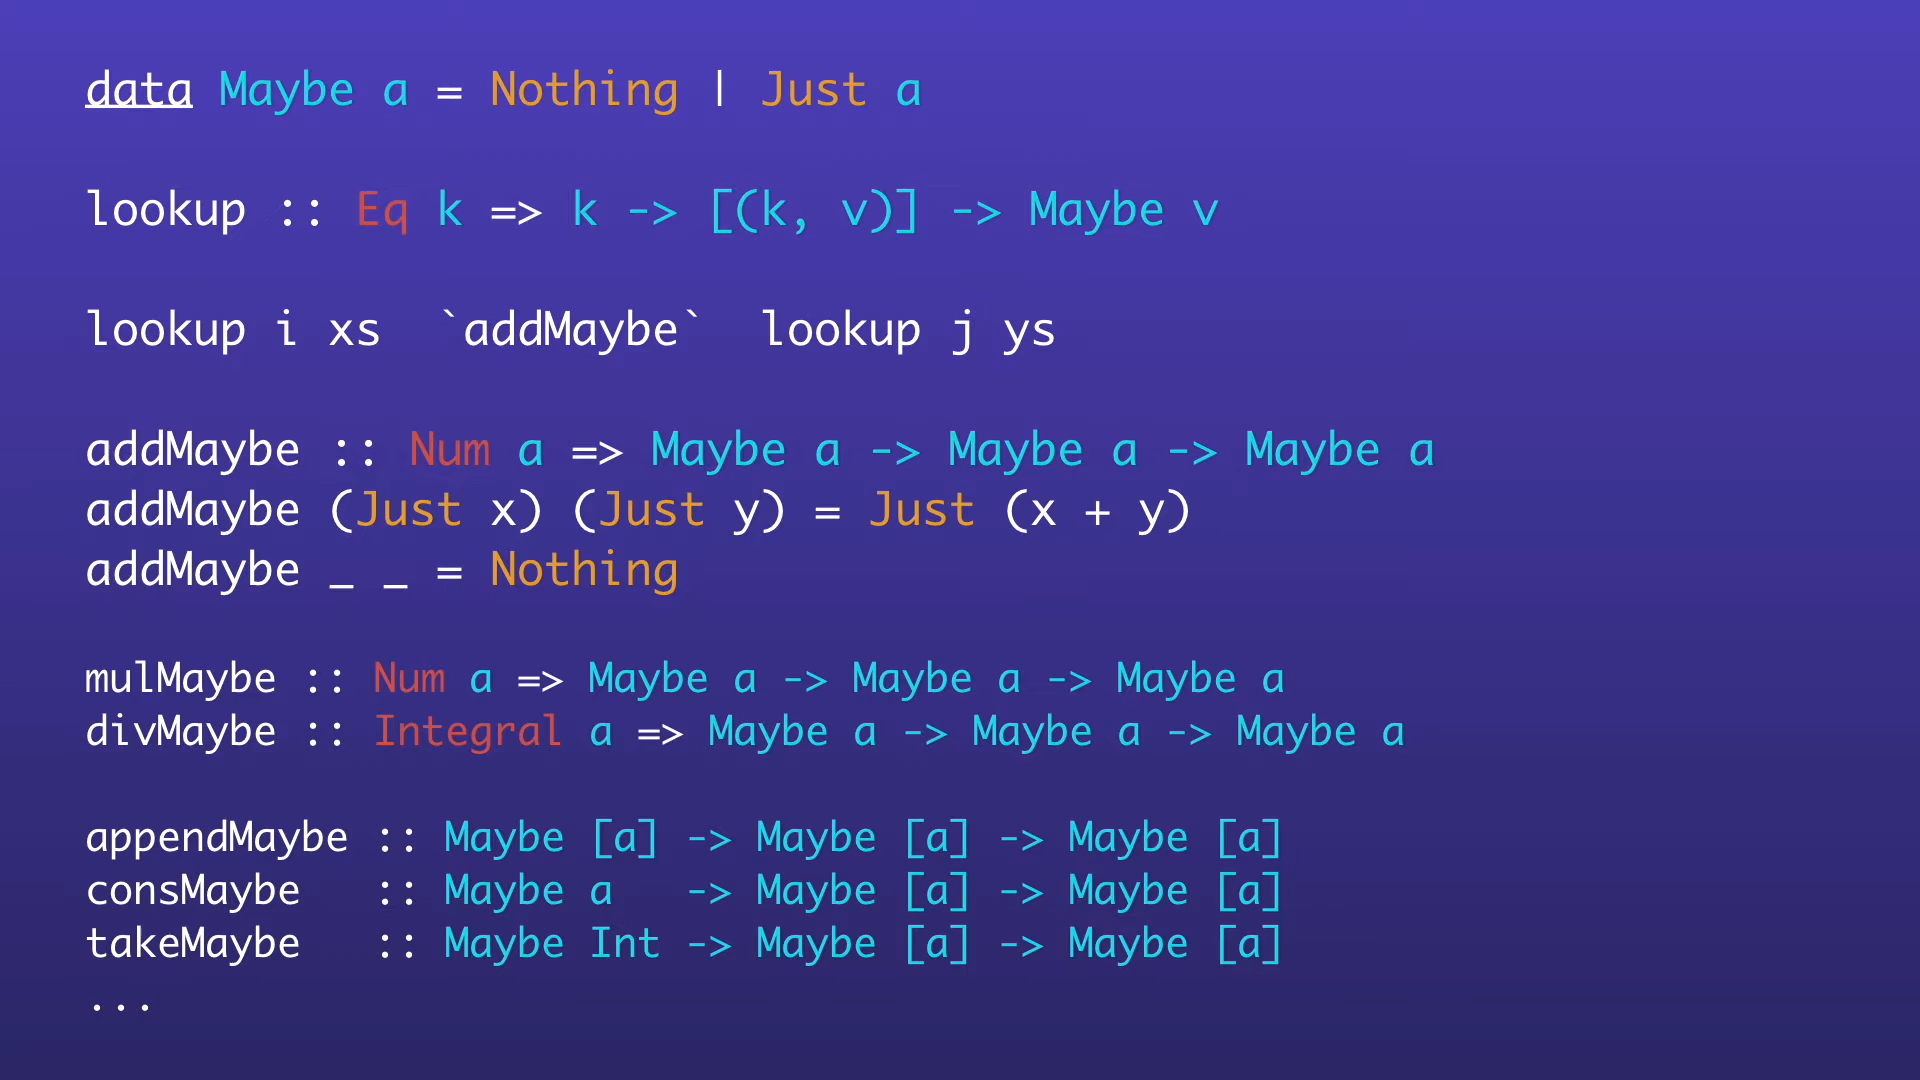 data Maybe a = Nothing | Just a
lookup :: Eq k => k -> [(k, v)] -> Maybe v
lookup i xs  `addMaybe`  lookup j ys
addMaybe :: Num a => Maybe a -> Maybe a -> Maybe a
addMaybe (Just x) (Just y) = Just (x + y)
addMaybe _ _ = Nothing
mulMaybe :: Num a => Maybe a -> Maybe a -> Maybe a
divMaybe :: Integral a => Maybe a -> Maybe a -> Maybe a
appendMaybe :: Maybe [a] -> Maybe [a] -> Maybe [a]
consMaybe   :: Maybe a   -> Maybe [a] -> Maybe [a]
takeMaybe   :: Maybe Int -> Maybe [a] -> Maybe [a]
...